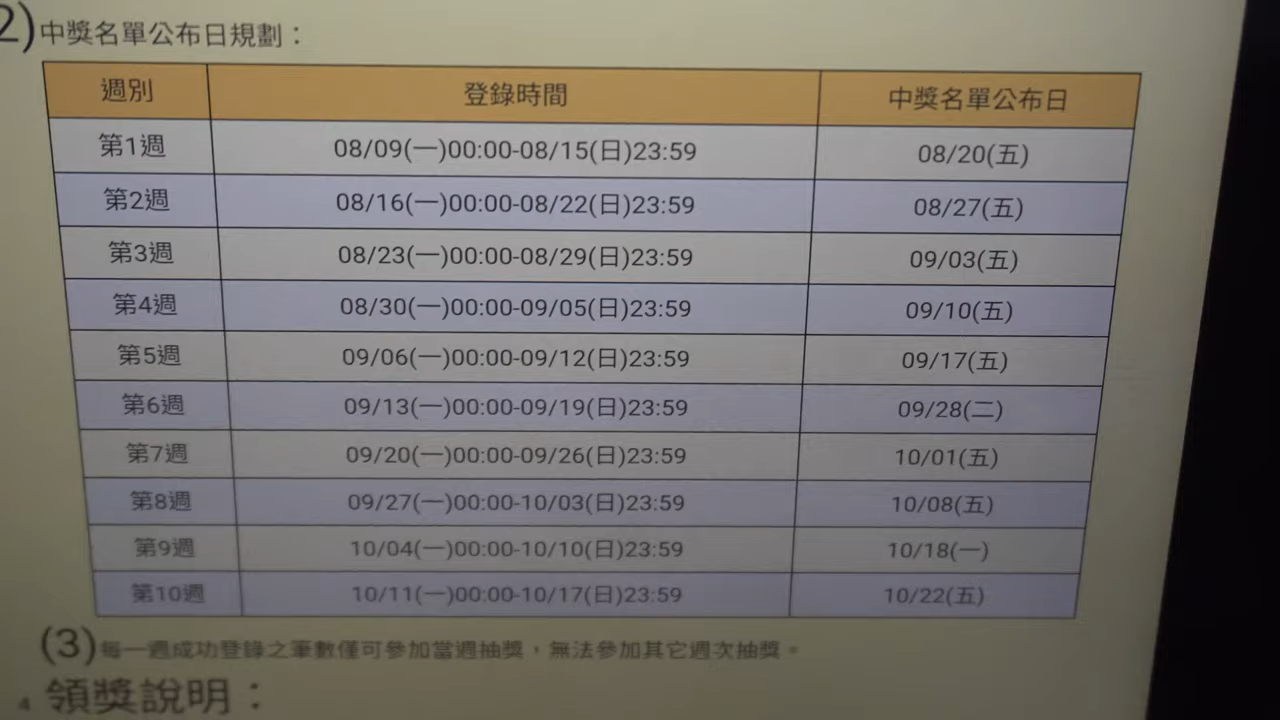 2)中獎名單公布日規劃：
週別 登錄時間 中獎名單公布日
第1週 08/09(一)00:00-08/15(日)23:59 08/20(五)
第2週 08/16(一)00:00-08/22(日)23:59 08/27(五)
第3週 08/23(一)00:00-08/29(日)23:59 09/03(五)
第4週 08/30(一)00:00-09/05(日)23:59 09/10(五)
第5週 09/06(一)00:00-09/12(日)23:59 09/17(五)
第6週 09/13(一)00:00-09/19(日)23:59 09/28(二)
第7週 09/20(一)00:00-09/26(日)23:59 10/01(五)
第8週 09/27(一)00:00-10/03(日)23:59 10/08(五)
第9週 10/04(一)00:00-10/10(日)23:59 10/18(一)
第10週 10/11(一)00:00-10/17(日)23:59 10/22(五)
(3)每一週成功登錄之筆數僅可參加當週抽獎，無法參加其它週次抽獎。
4 領獎說明：